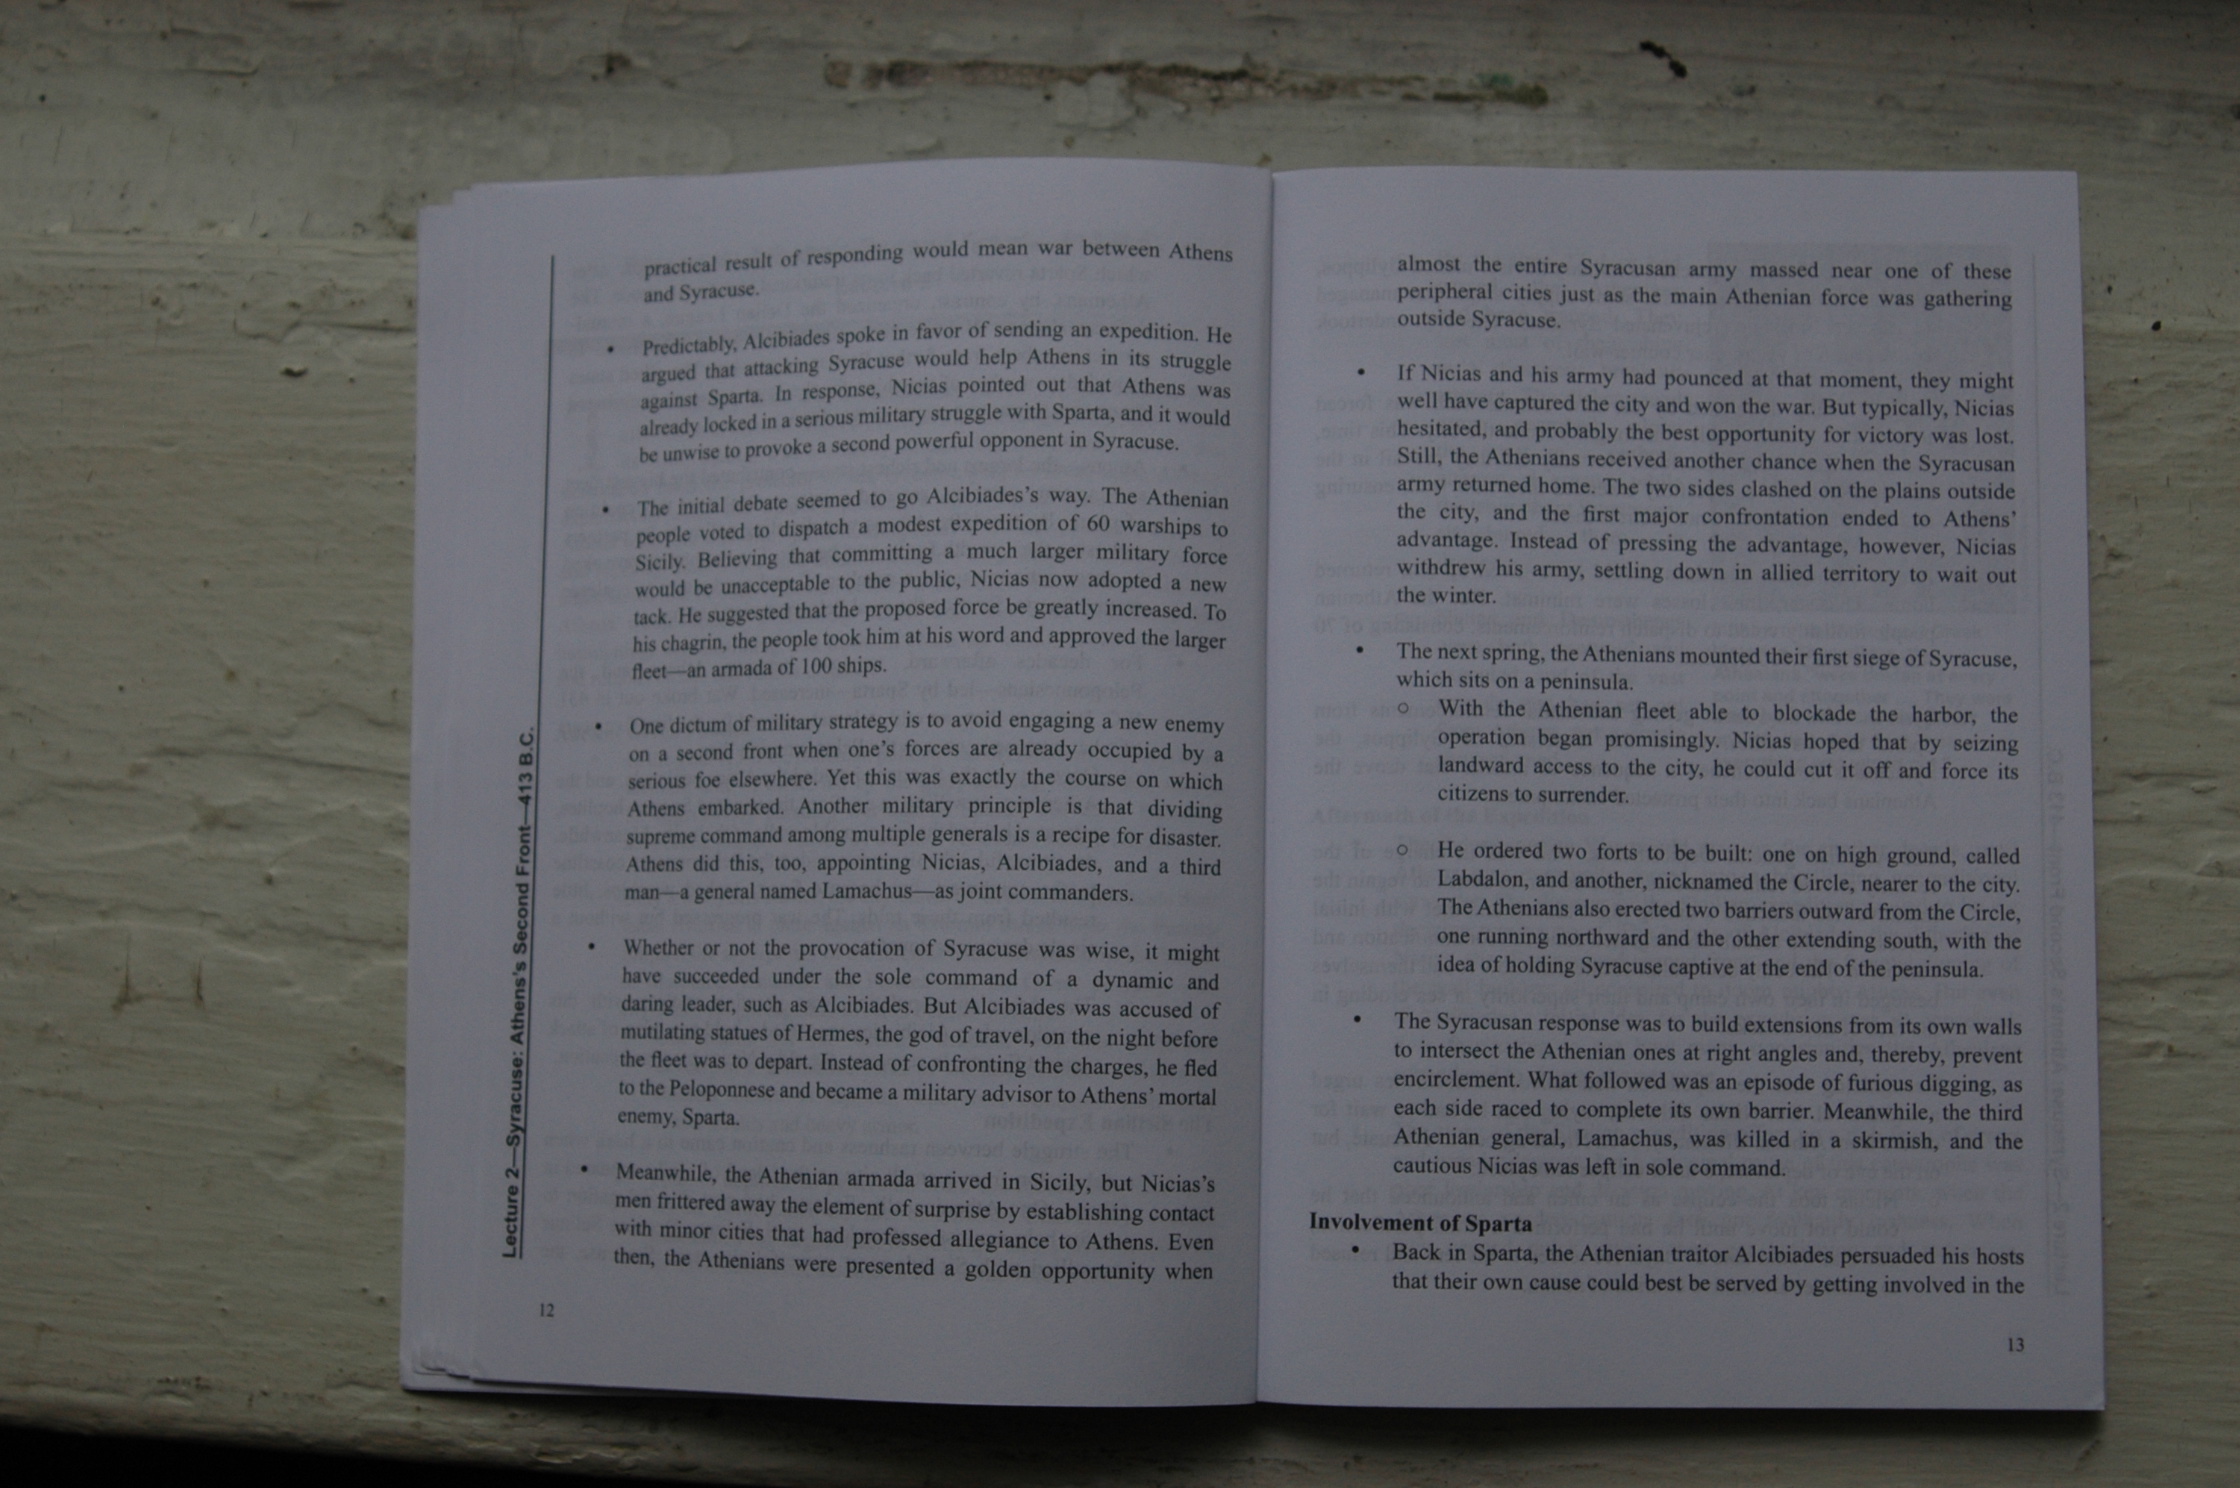 practical result of responding would mean war between Athens
and Syracuse.
• Predictably, Alcibiades spoke in favor of sending an expedition. He
argued that attacking Syracuse would help Athens in its struggle
against Sparta. In response, Nicias pointed out that Athens was
already locked in a serious military struggle with Sparta, and it would
be unwise to provoke a second powerful opponent in Syracuse.
• The initial debate seemed to go Alcibiades's way. The Athenian
people voted to dispatch a modest expedition of 60 warships to
Sicily. Believing that committing a much larger military force
would be unacceptable to the public, Nicias now adopted a new
tack. He suggested that the proposed force be greatly increased. To
his chagrin, the people took him at his word and approved the larger
fleet—an armada of 100 ships.
• One dictum of military strategy is to avoid engaging a new enemy
on a second front when one's forces are already occupied by a
serious foe elsewhere. Yet this was exactly the course on which
Athens embarked. Another military principle is that dividing
supreme command among multiple generals is a recipe for disaster.
Athens did this, too, appointing Nicias, Alcibiades, and a third
man—a general named Lamachus—as joint commanders.
• Whether or not the provocation of Syracuse was wise, it might
have succeeded under the sole command of a dynamic and
daring leader, such as Alcibiades. But Alcibiades was accused of
mutilating statues of Hermes, the god of travel, on the night before
the fleet was to depart. Instead of confronting the charges, he fled
to the Peloponnese and became a military advisor to Athens' mortal
enemy, Sparta.
• Meanwhile, the Athenian armada arrived in Sicily, but Nicias's
men frittered away the element of surprise by establishing contact
with minor cities that had professed allegiance to Athens. Even
then, the Athenians were presented a golden opportunity when
Lecture 2—Syracuse: Athens's Second Front—413 B.C.
12
almost the entire Syracusan army massed near one of these
peripheral cities just as the main Athenian force was gathering
outside Syracuse.
• If Nicias and his army had pounced at that moment, they might
well have captured the city and won the war. But typically, Nicias
hesitated, and probably the best opportunity for victory was lost.
Still, the Athenians received another chance when the Syracusan
army returned home. The two sides clashed on the plains outside
the city, and the first major confrontation ended to Athens'
advantage. Instead of pressing the advantage, however, Nicias
withdrew his army, settling down in allied territory to wait out
the winter.
• The next spring, the Athenians mounted their first siege of Syracuse,
which sits on a peninsula.
o With the Athenian fleet able to blockade the harbor, the
operation began promisingly. Nicias hoped that by seizing
landward access to the city, he could cut it off and force its
citizens to surrender.
o He ordered two forts to be built: one on high ground, called
Labdalon, and another, nicknamed the Circle, nearer to the city.
The Athenians also erected two barriers outward from the Circle,
one running northward and the other extending south, with the
idea of holding Syracuse captive at the end of the peninsula.
• The Syracusan response was to build extensions from its own walls
to intersect the Athenian ones at right angles and, thereby, prevent
encirclement. What followed was an episode of furious digging, as
each side raced to complete its own barrier. Meanwhile, the third
Athenian general, Lamachus, was killed in a skirmish, and the
cautious Nicias was left in sole command.
Involvement of Sparta
• Back in Sparta, the Athenian traitor Alcibiades persuaded his hosts
that their own cause could best be served by getting involved in the
13